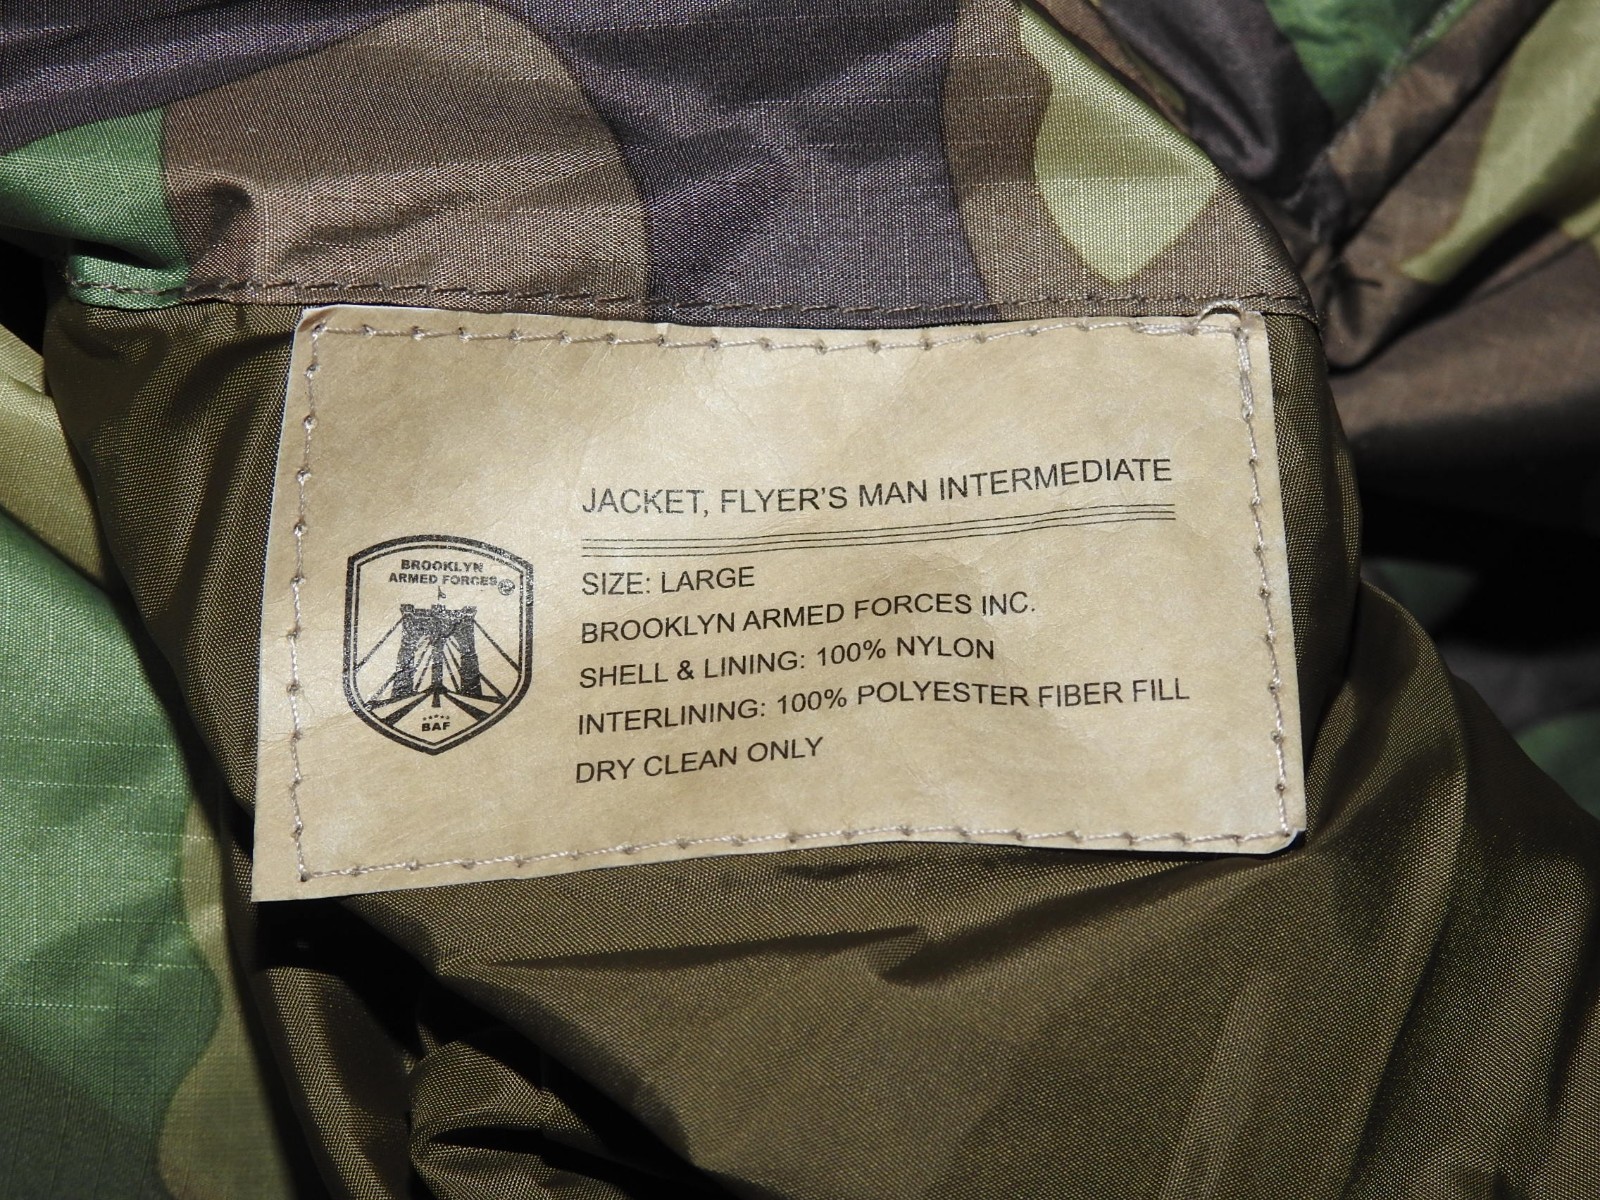 JACKET, FLYER'S MAN INTERMEDIATE
SIZE: LARGE
BROOKLYN ARMED FORCES INC.
SHELL & LINING: 100% NYLON
INTERLINING: 100% POLYESTER FIBER FILL
DRY CLEAN ONLY
BROOKLYN
ARMED FORCES
BAF